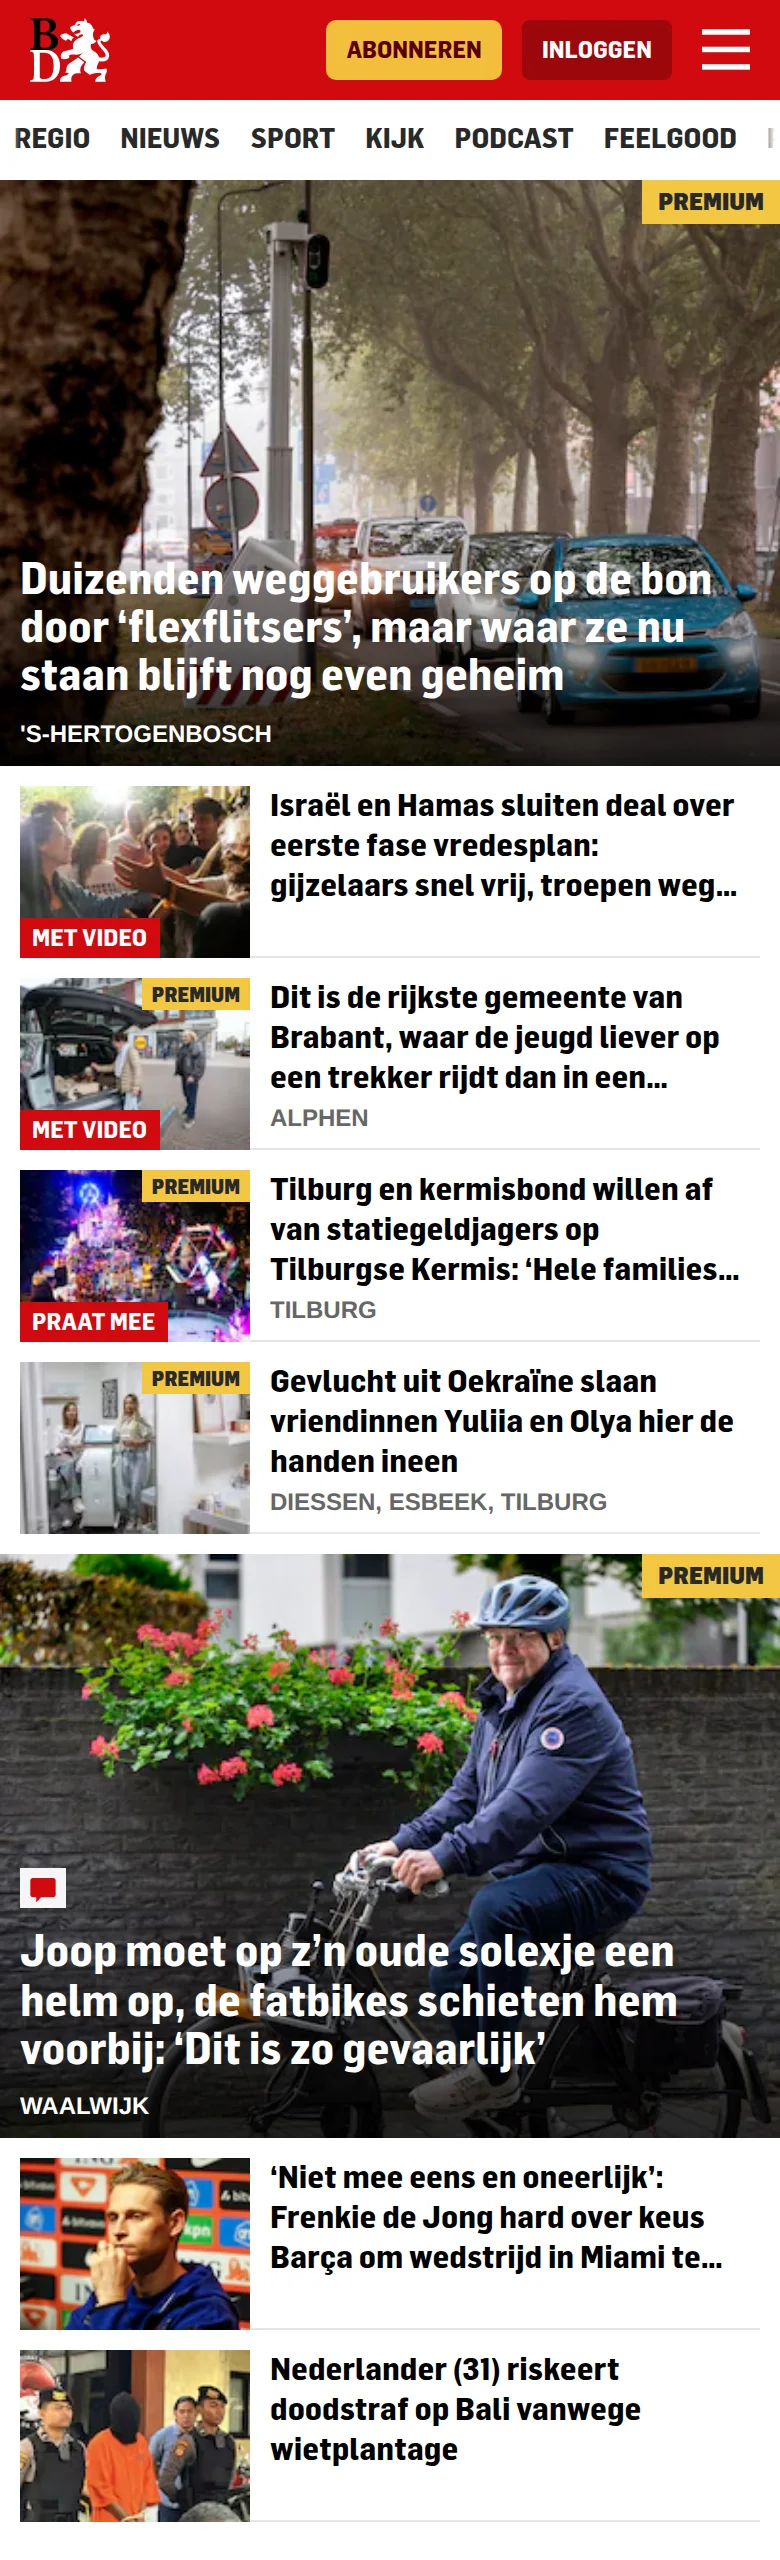 BD
ABONNEREN
INLOGGEN
REGIO NIEUWS SPORT KIJK PODCAST FEELGOOD
PREMIUM
Duizenden weggebruikers op de bon
door ‘flexflitsers’, maar waar ze nu
staan blijft nog even geheim
'S-HERTOGENBOSCH
MET VIDEO
Israël en Hamas sluiten deal over
eerste fase vredesplan:
gijzelaars snel vrij, troepen weg...
PREMIUM
MET VIDEO
Dit is de rijkste gemeente van
Brabant, waar de jeugd liever op
een trekker rijdt dan in een...
ALPHEN
PREMIUM
PRAAT MEE
Tilburg en kermisbond willen af
van statiegeldjagers op
Tilburgse Kermis: ‘Hele families...
TILBURG
PREMIUM
Gevlucht uit Oekraïne slaan
vriendinnen Yuliia en Olya hier de
handen ineen
DIESSEN, ESBEEK, TILBURG
PREMIUM
Joop moet op z’n oude solexje een
helm op, de fatbikes schieten hem
voorbij: ‘Dit is zo gevaarlijk’
WAALWIJK
kpn
‘Niet mee eens en oneerlijk’:
Frenkie de Jong hard over keus
Barça om wedstrijd in Miami te...
Nederlander (31) riskeert
doodstraf op Bali vanwege
wietplantage